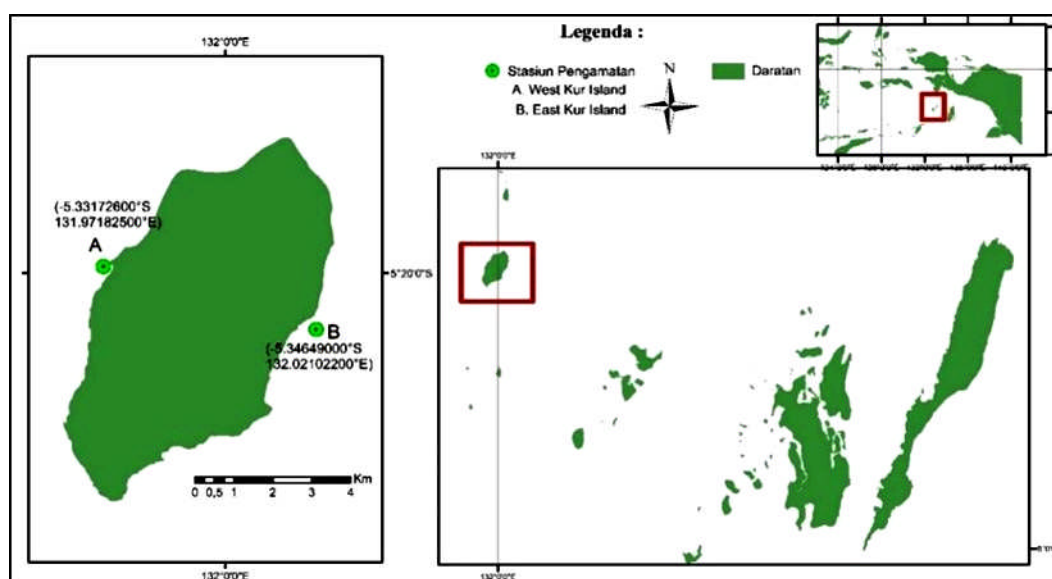 132°0'0"E
(-5.33172600°S
131.97182500°E)
A
B
(-5.34649000°S
132.02102200°E)
Km
0 0,5 1 2 3 4
132°0'0"E
5°20'0"S
Legenda :
Stasiun Pengamalan
A. West Kur Island
B. East Kur Island
N
Daratan
132°0'0"E
132°0'0"E